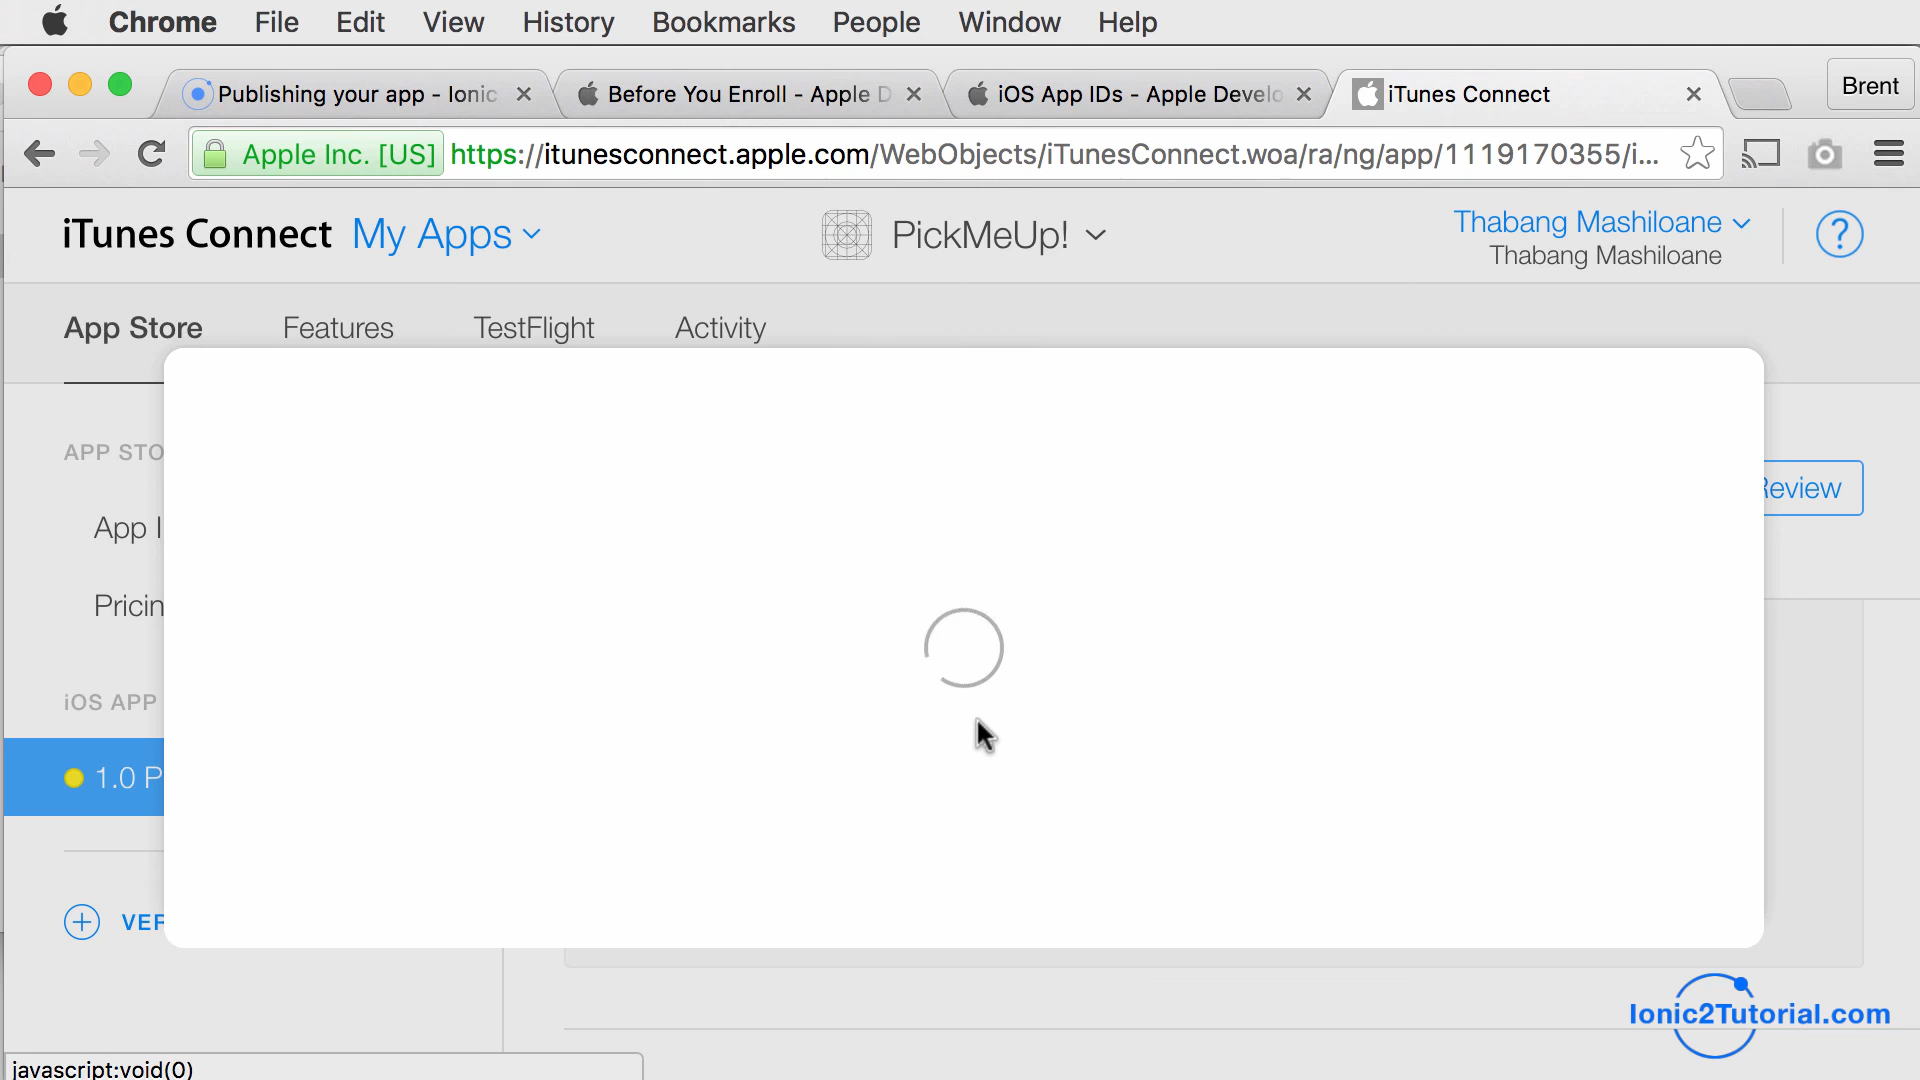 Chrome File Edit View History Bookmarks People Window Help
Publishing your app - Ionic
Before You Enroll - Apple D
iOS App IDs - Apple Develo
iTunes Connect
Brent
Apple Inc. [US] https://itunesconnect.apple.com/WebObjects/iTunesConnect.woa/ra/ng/app/1119170355/i...
iTunes Connect My Apps
PickMeUp!
Thabang Mashiloane
Thabang Mashiloane
?
App Store Features TestFlight Activity
APP STO
Review
App I
Pricin
iOS APP
1.0 P
VER
Ionic2Tutorial.com
javascript:void(0)